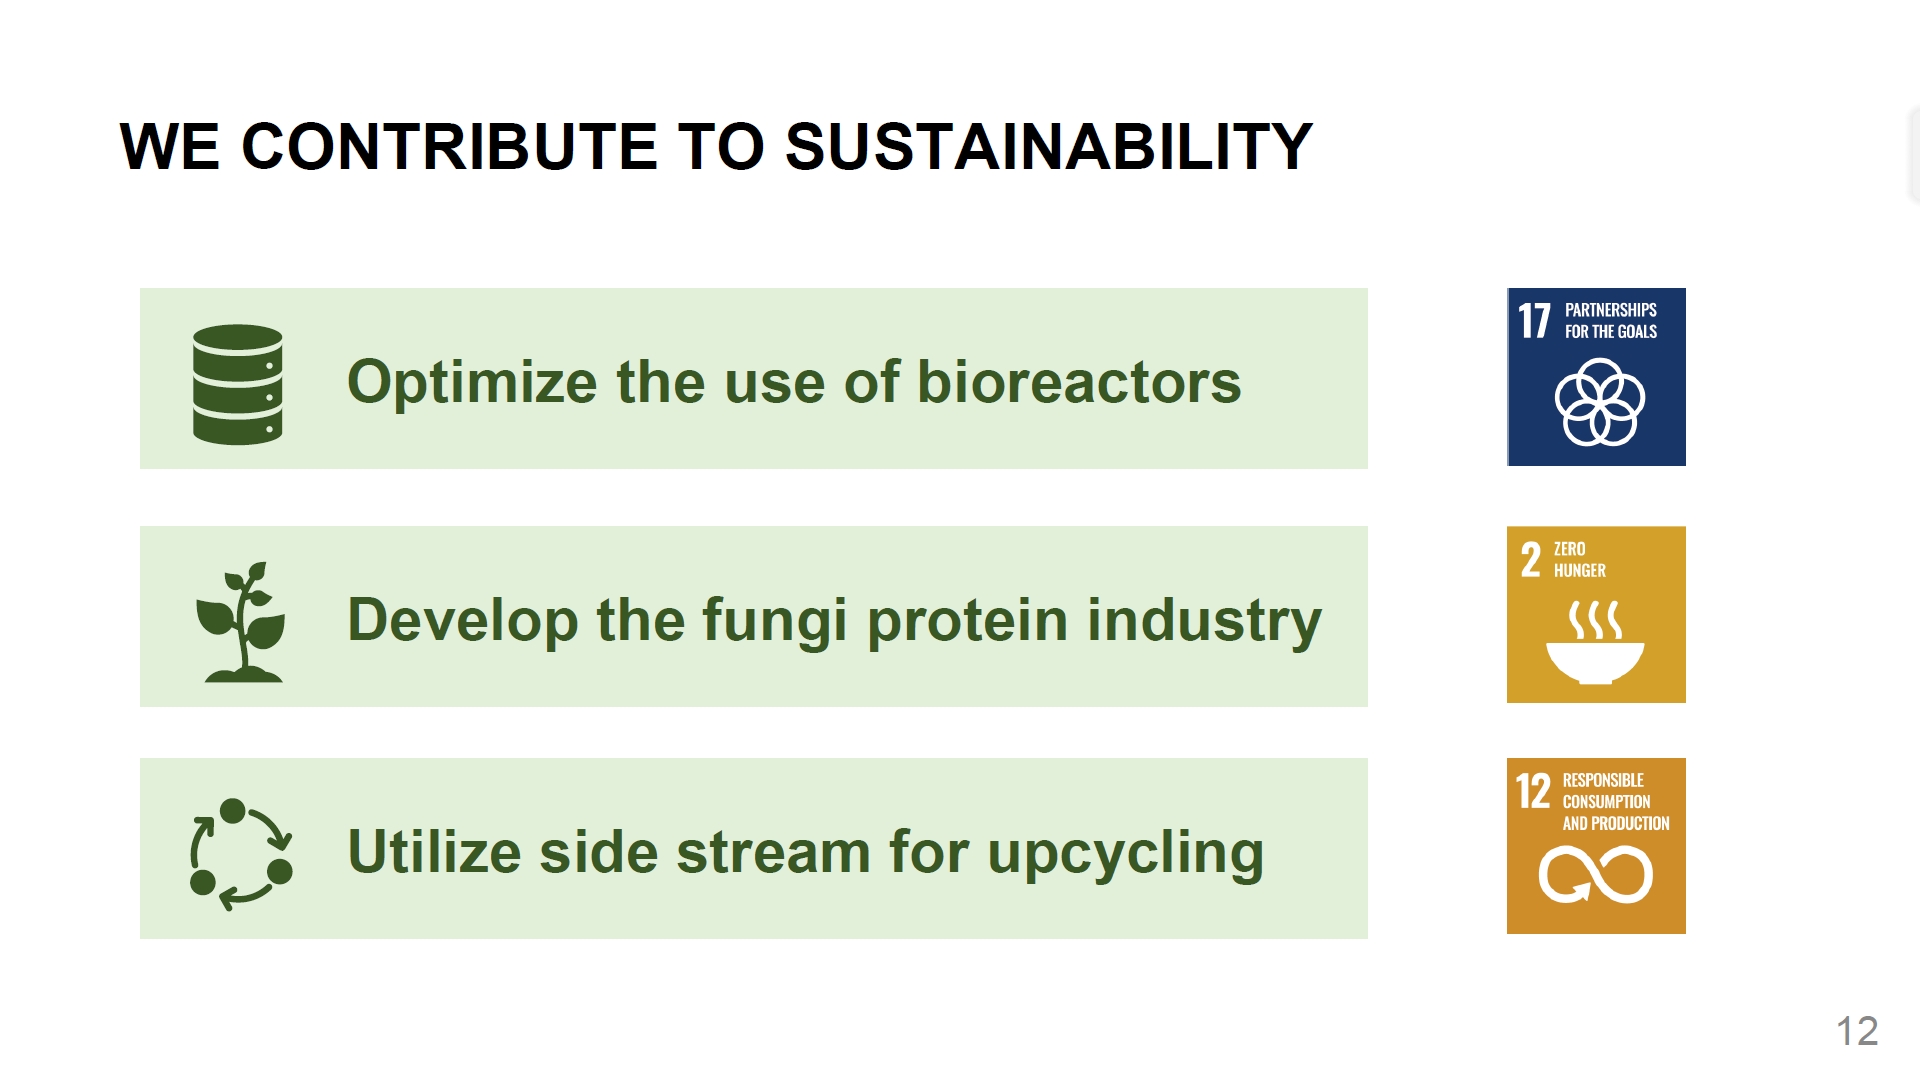 WE CONTRIBUTE TO SUSTAINABILITY
Optimize the use of bioreactors
17 PARTNERSHIPS
FOR THE GOALS
Develop the fungi protein industry
2 ZERO
HUNGER
Utilize side stream for upcycling
12 RESPONSIBLE
CONSUMPTION
AND PRODUCTION
12